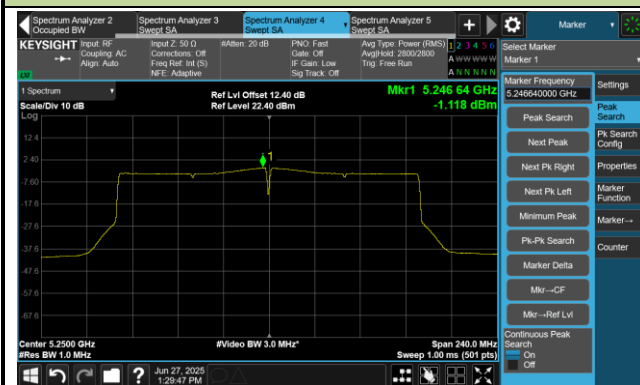 Spectrum Analyzer 2
Occupied BW
Spectrum Analyzer 3
Swept SA
Spectrum Analyzer 4
Swept SA
Spectrum Analyzer 5
Swept SA
Marker
KEYSIGHT
Input: RF
Coupling: AC
Align: Auto
Input Z: 50 Ω
Corrections: Off
Freq Ref: Int (S)
NFE: Adaptive
#Atten: 20 dB
PNO: Fast
Gate: Off
IF Gain: Low
Sig Track: Off
Avg Type: Power (RMS)
Avg|Hold: 2800/2800
Trig: Free Run
1 2 3 4 5 6
A W W W W W
A N N N N N
Select Marker
Marker 1
Marker Frequency
5.246640000 GHz
Peak Search
Next Peak
Next Pk Right
Next Pk Left
Minimum Peak
Pk-Pk Search
Marker Delta
Mkr→CF
Mkr→Ref Lvl
Continuous Peak
Search
On
Off
Settings
Peak
Search
Pk Search
Config
Properties
Marker
Function
Marker→
Counter
1 Spectrum
Scale/Div 10 dB
Log
Ref Lvl Offset 12.40 dB
Ref Level 22.40 dBm
Mkr1 5.246 64 GHz
-1.118 dBm
12.4
2.40
-7.60
-17.6
-27.6
-37.6
-47.6
-57.6
-67.6
1
Center 5.2500 GHz
#Res BW 1.0 MHz
#Video BW 3.0 MHz*
Span 240.0 MHz
Sweep 1.00 ms (501 pts)
Jun 27, 2025
1:29:47 PM